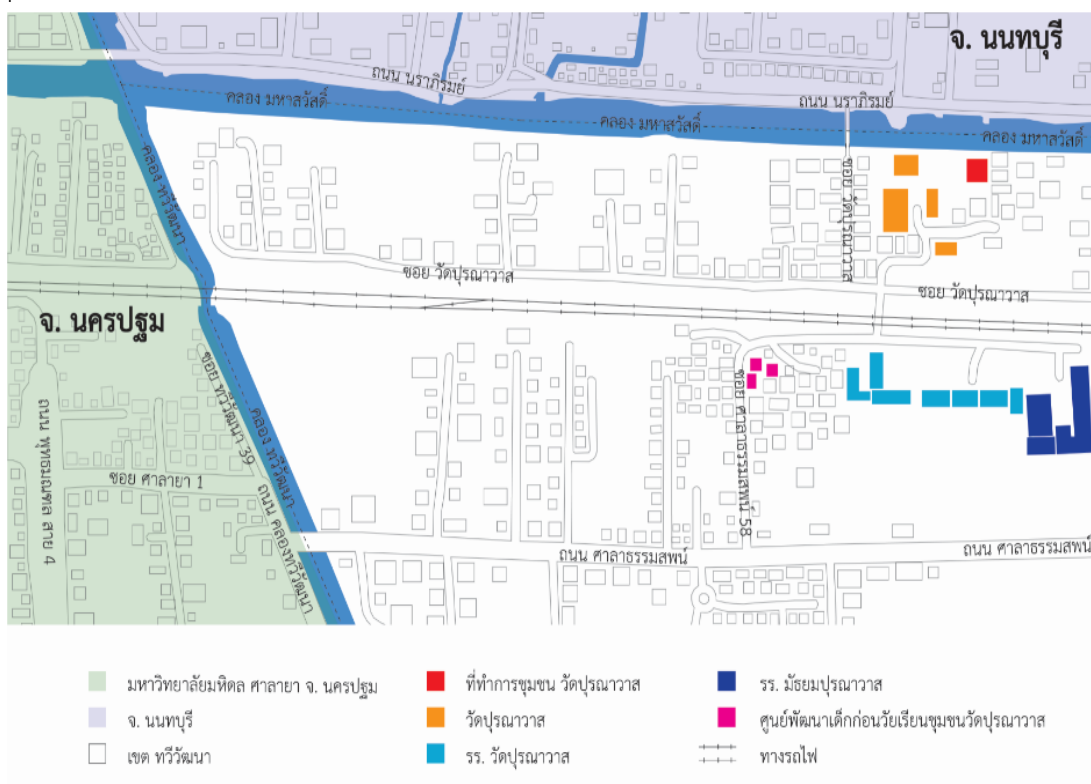 จ. นนทบุรี
ถนน นราภิรมย์
ถนน นราภิรมย์
คลอง มหาสวัสดิ์
คลอง มหาสวัสดิ์
คลอง มหาสวัสดิ์
คลอง ทวีวัฒนา
ซอย วัดปุรณาวาส
ซอย วัดปุรณาวาส
ซอย วัดปุรณาวาส
จ. นครปฐม
ซอย ทวีวัฒนา 39
คลอง ทวีวัฒนา
ซอย ศาลาธรรมสพน์ 58
ถนน พุทธมณฑล สาย 4
ซอย ศาลายา 1
ถนน คลองทวีวัฒนา
ถนน ศาลาธรรมสพน์
ถนน ศาลาธรรมสพน์
มหาวิทยาลัยมหิดล ศาลายา จ. นครปฐม
ที่ทำการชุมชน วัดปุรณาวาส
รร. มัธยมปุรณาวาส
จ. นนทบุรี
วัดปุรณาวาส
ศูนย์พัฒนาเด็กก่อนวัยเรียนชุมชนวัดปุรณาวาส
เขต ทวีวัฒนา
รร. วัดปุรณาวาส
ทางรถไฟ